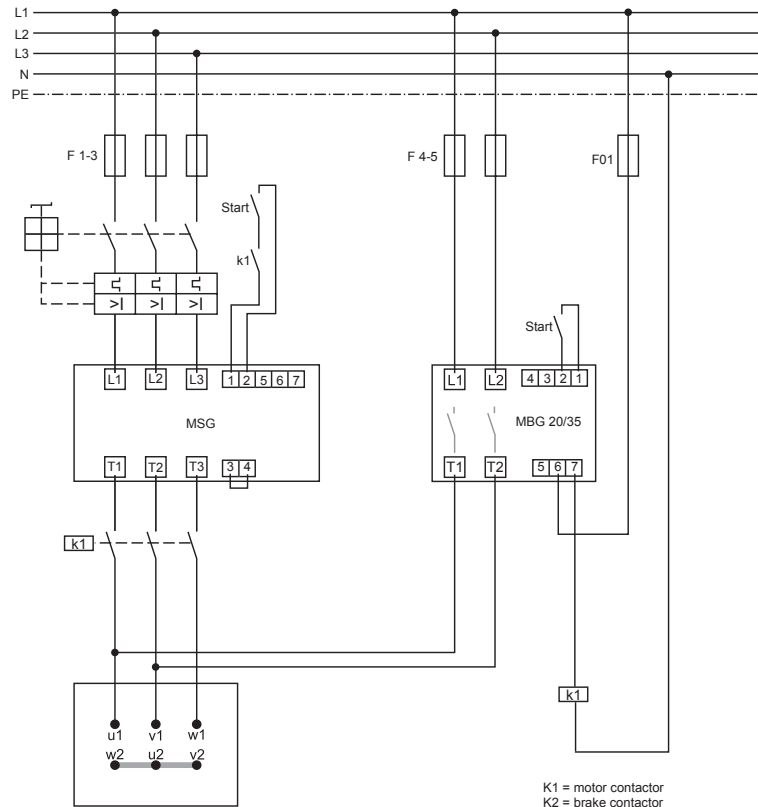 L1
L2
L3
N
PE
F 1-3
F 4-5
F01
Start
k1
>I >I >I
Start
L1 L2 L3 1 2 5 6 7
L1 L2 4 3 2 1
MSG
MBG 20/35
T1 T2 T3 3 4
T1 T2 5 6 7
k1
k1
u1 v1 w1
w2 u2 v2
K1 = motor contactor
K2 = brake contactor